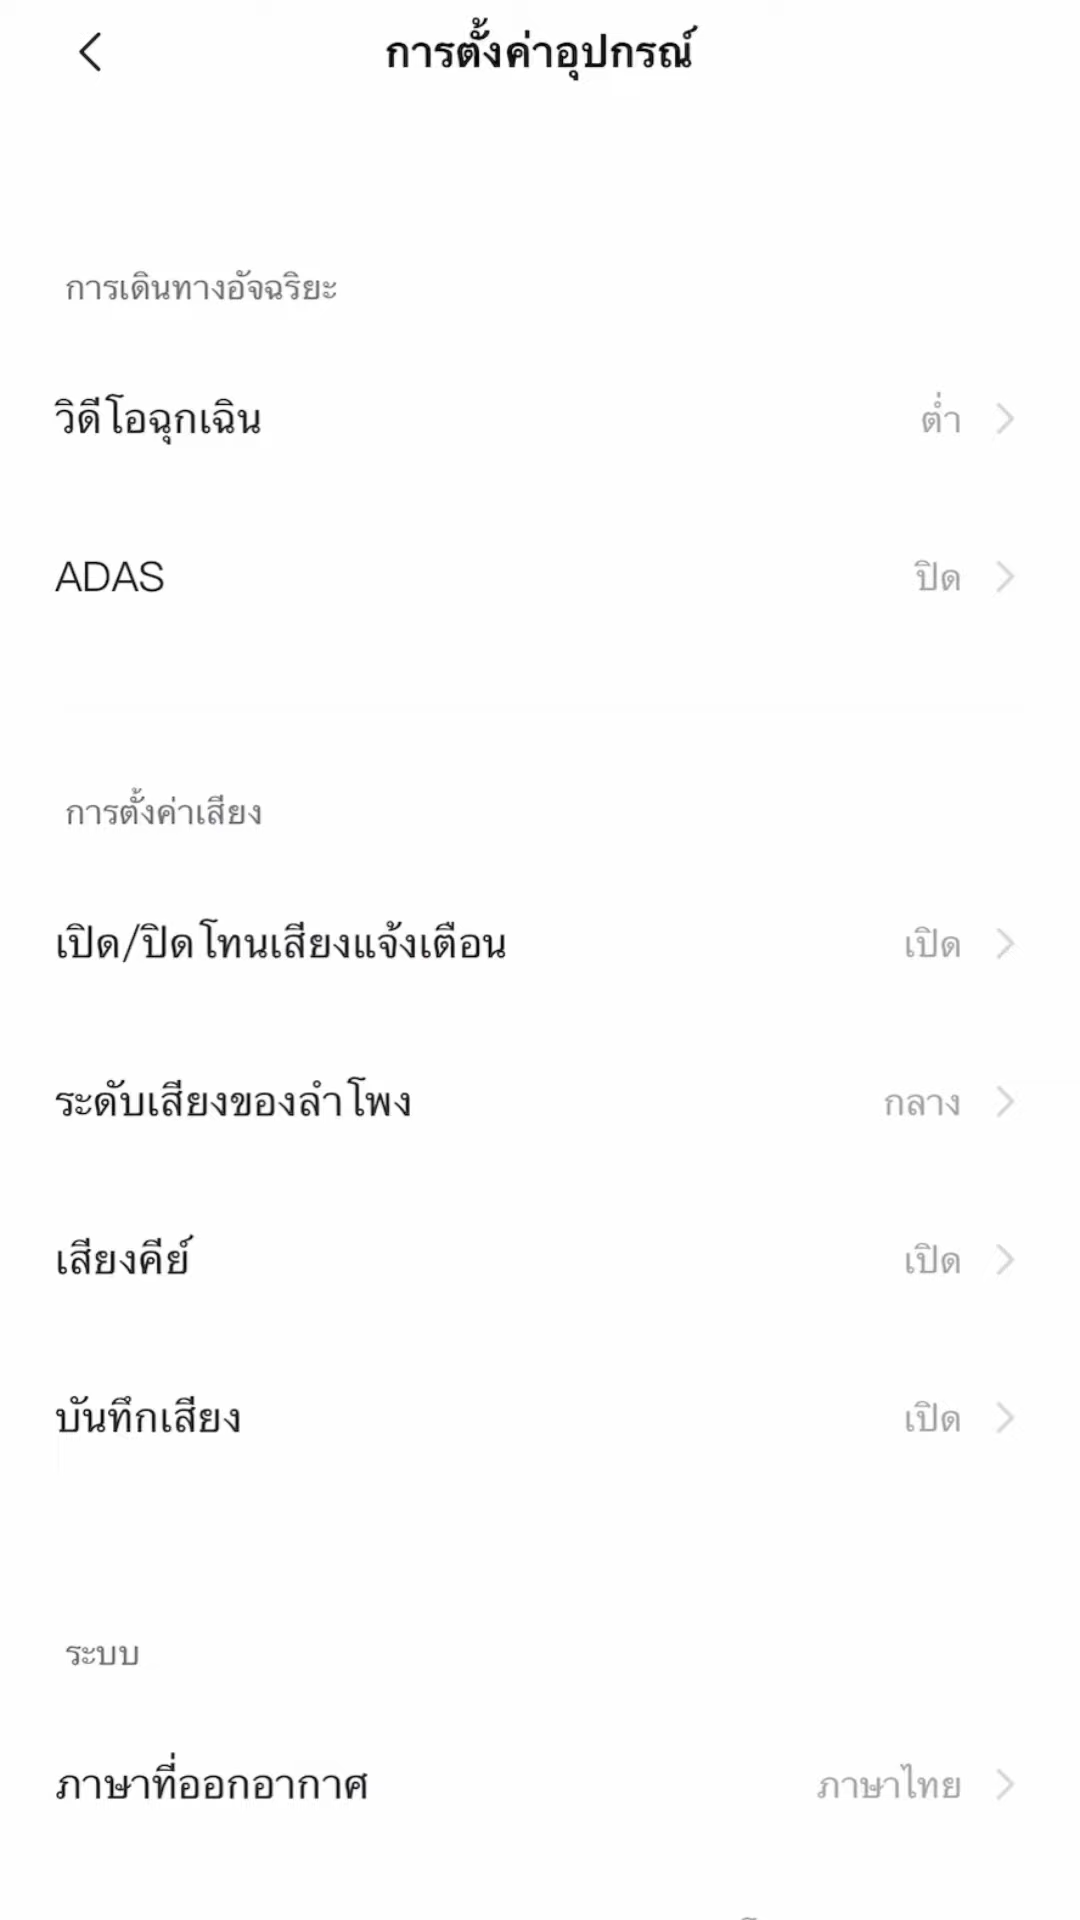 การตั้งค่าอุปกรณ์
การเดินทางอัจฉริยะ
วิดีโอฉุกเฉิน ต่ำ
ADAS ปิด
การตั้งค่าเสียง
เปิด/ปิดโทนเสียงแจ้งเตือน เปิด
ระดับเสียงของลำโพง กลาง
เสียงคีย์ เปิด
บันทึกเสียง เปิด
ระบบ
ภาษาที่ออกอากาศ ภาษาไทย